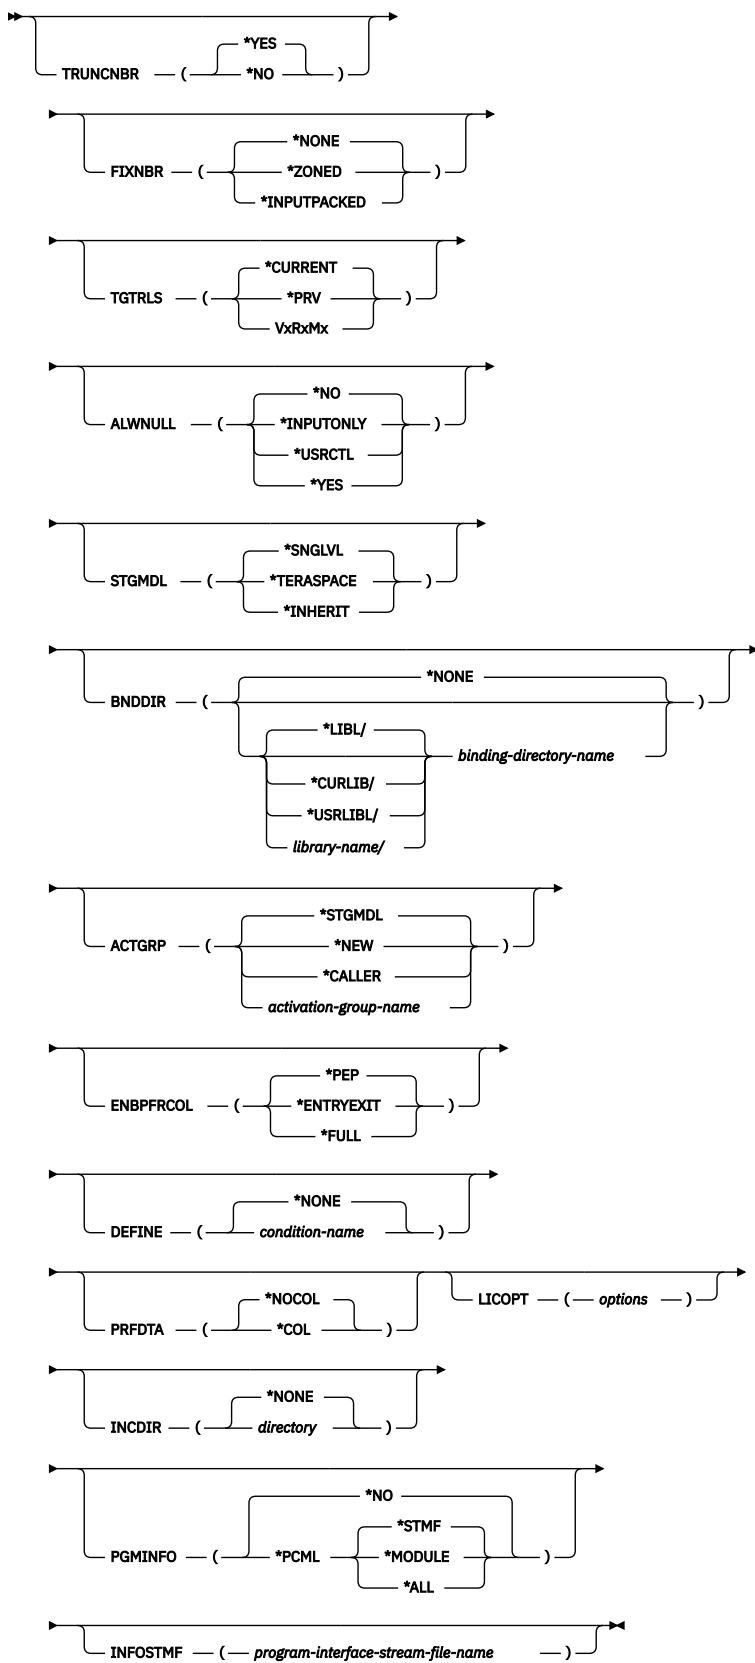 *YES
TRUNCNBR ( *NO )
*NONE
FIXNBR ( *ZONED )
*INPUTPACKED
*CURRENT
TGTRLS ( *PRV )
VxRxMx
*NO
ALWNULL ( *INPUTONLY )
*USRCTL
*YES
*SNGLVL
STGMDL ( *TERASPACE )
*INHERIT
*NONE
BNDDIR ( )
*LIBL/ binding-directory-name
*CURLIB/
*USRLIBL/
library-name/
*STGMDL
ACTGRP ( *NEW )
*CALLER
activation-group-name
*PEP
ENBPFRCOL ( *ENTRYEXIT )
*FULL
*NONE
DEFINE ( condition-name )
*NOCOL
PRFDTA ( *COL )
LICOPT ( options )
*NONE
INCDIR ( directory )
*NO
*STMF
PGMINFO ( *PCML *MODULE )
*ALL
INFOSTMF ( program-interface-stream-file-name )